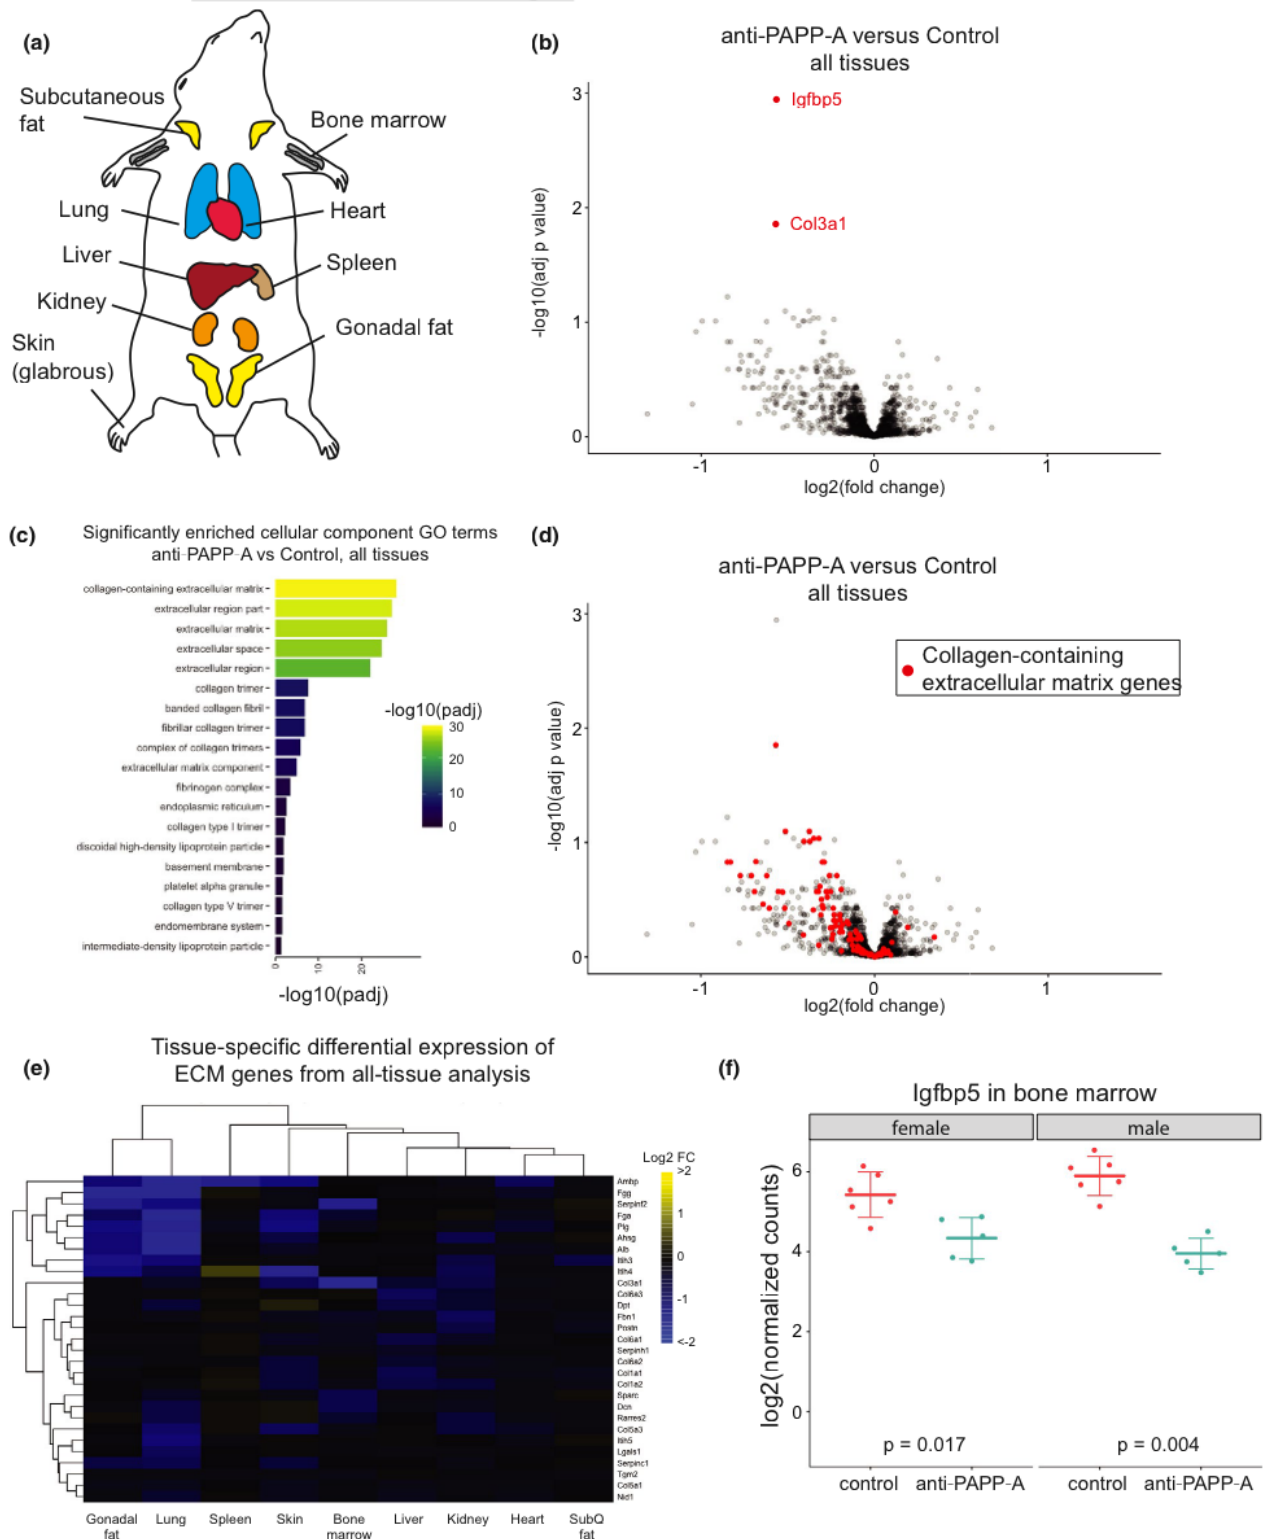 (a)
Subcutaneous
fat
Bone marrow
Lung
Heart
Liver
Spleen
Kidney
Gonadal fat
Skin
(glabrous)
(b)
anti-PAPP-A versus Control
all tissues
-log10(adj p value)
3
2
1
0
Igfbp5
Col3a1
-1
0
1
log2(fold change)
(c)
Significantly enriched cellular component GO terms
anti-PAPP-A vs Control, all tissues
collagen-containing extracellular matrix
extracellular region part
extracellular matrix
extracellular space
extracellular region
collagen trimer
banded collagen fibril
fibrillar collagen trimer
complex of collagen trimers
extracellular matrix component
fibrinogen complex
endoplasmic reticulum
collagen type I trimer
discoidal high-density lipoprotein particle
basement membrane
platelet alpha granule
collagen type V trimer
endomembrane system
intermediate-density lipoprotein particle
0
10
20
-log10(padj)
-log10(padj)
30
20
10
0
(d)
anti-PAPP-A versus Control
all tissues
Collagen-containing
extracellular matrix genes
-log10(adj p value)
3
2
1
0
-1
0
1
log2(fold change)
(e)
Tissue-specific differential expression of
ECM genes from all-tissue analysis
Log2 FC
>2
1
0
-1
<-2
Ambp
Fgg
Serpinf2
Fga
Plg
Ahsg
Alb
Itih3
Itih4
Col3a1
Col6a3
Dpt
Fbn1
Postn
Col6a1
Serpinh1
Col6a2
Col1a1
Col1a2
Sparc
Dcn
Rarres2
Col5a3
Itih5
Lgals1
Serpinc1
Tgm2
Col5a1
Nid1
Gonadal
fat
Lung
Spleen
Skin
Bone
marrow
Liver
Kidney
Heart
SubQ
fat
(f)
Igfbp5 in bone marrow
female
male
log2(normalized counts)
6
4
2
0
p = 0.017
p = 0.004
control
anti-PAPP-A
control
anti-PAPP-A